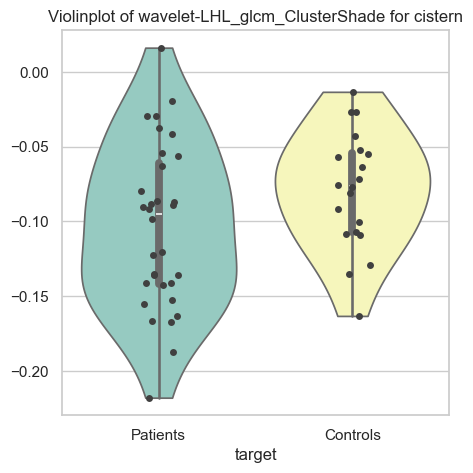 Violinplot of wavelet-LHL_glcm_ClusterShade for cistern
0.00
−0.05
−0.10
−0.15
−0.20
Patients
Controls
target